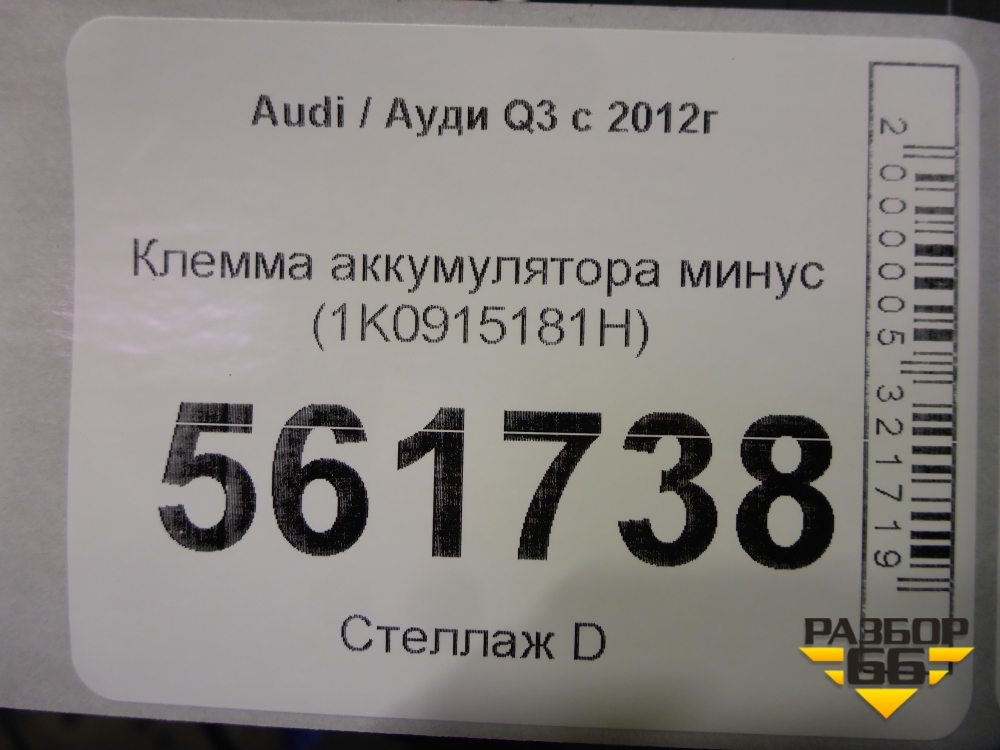 Audi / Ауди Q3 с 2012г
Клемма аккумулятора минус
(1K0915181H)
561738
Стеллаж D
2000005321719
РАЗБОР
66